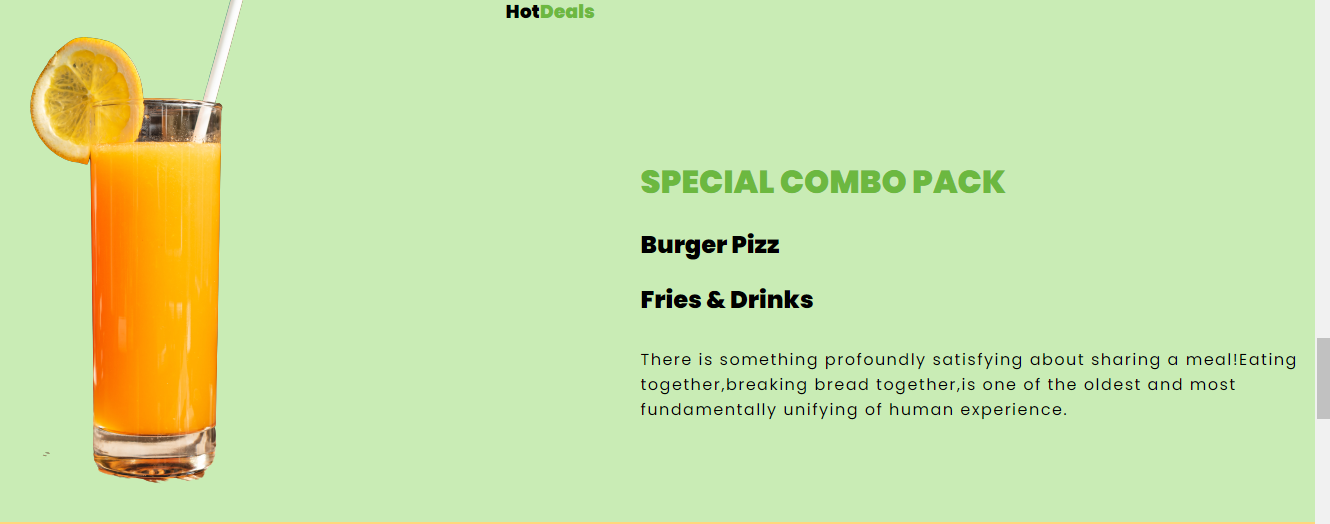 HotDeals
SPECIAL COMBO PACK
Burger Pizz
Fries & Drinks
There is something profoundly satisfying about sharing a meal!Eating
together,breaking bread together,is one of the oldest and most
fundamentally unifying of human experience.